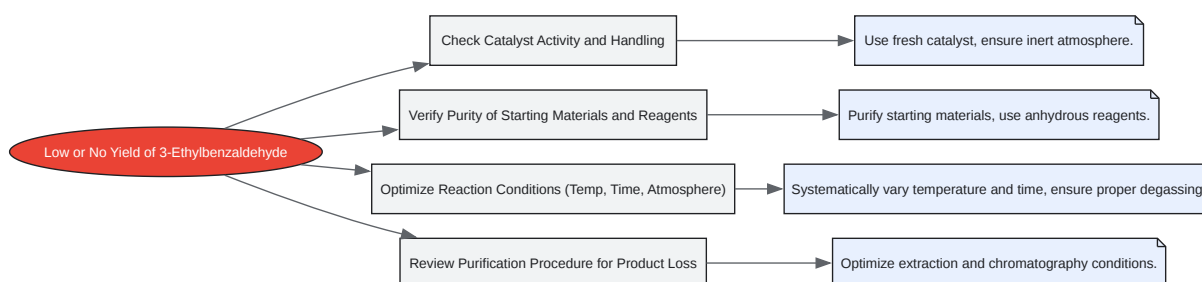 Check Catalyst Activity and Handling
Use fresh catalyst, ensure inert atmosphere.
Verify Purity of Starting Materials and Reagents
Purify starting materials, use anhydrous reagents.
Low or No Yield of 3-Ethylbenzaldehyde
Optimize Reaction Conditions (Temp, Time, Atmosphere)
Systematically vary temperature and time, ensure proper degassing
Review Purification Procedure for Product Loss
Optimize extraction and chromatography conditions.